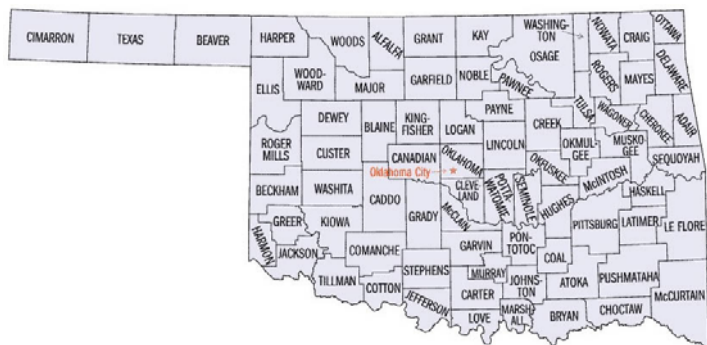 CIMARRON
TEXAS
BEAVER
HARPER
WOODS
ALFALFA
GRANT
KAY
WASHING-
TON
OSAGE
NOWATA
CRAIG
OTTAWA
ELLIS
WOOD-
WARD
MAJOR
GARFIELD
NOBLE
PAWNEE
ROGERS
MAYES
DELAWARE
DEWEY
BLAINE
KING-
FISHER
LOGAN
PAYNE
CREEK
TULSA
WAGONER
CHEROKEE
ADAIR
ROGER
MILLS
CUSTER
CANADIAN
OKLAHOMA
LINCOLN
OKFUSKEE
OKMUL-
GEE
MUSKO-
GEE
SEQUOYAH
Oklahoma City
BECKHAM
WASHITA
CADDO
GRADY
CLEVE-
LAND
McCLAIN
POTTA-
WATOMIE
SEMINOLE
HUGHES
McINTOSH
HASKELL
GREER
KIOWA
HARMON
JACKSON
COMANCHE
GARVIN
PON-
TOTOC
COAL
PITTSBURG
LATIMER
LE FLORE
TILLMAN
COTTON
STEPHENS
MURRAY
JOHNS-
TON
ATOKA
PUSHMATAHA
McCURTAIN
JEFFERSON
CARTER
LOVE
MARSH-
ALL
BRYAN
CHOCTAW